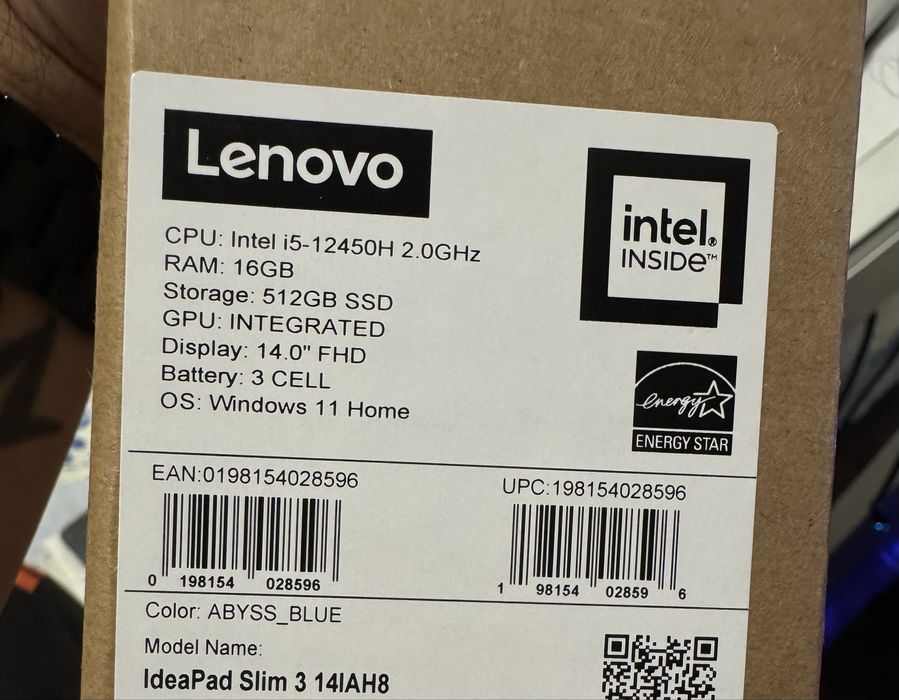 Lenovo
intel®
INSIDE™
CPU: Intel i5-12450H 2.0GHz
RAM: 16GB
Storage: 512GB SSD
GPU: INTEGRATED
Display: 14.0" FHD
Battery: 3 CELL
OS: Windows 11 Home
energy
ENERGY STAR
EAN:0198154028596
0 198154 028596
UPC:198154028596
1 98154 02859 6
Color: ABYSS_BLUE
Model Name:
IdeaPad Slim 3 14IAH8